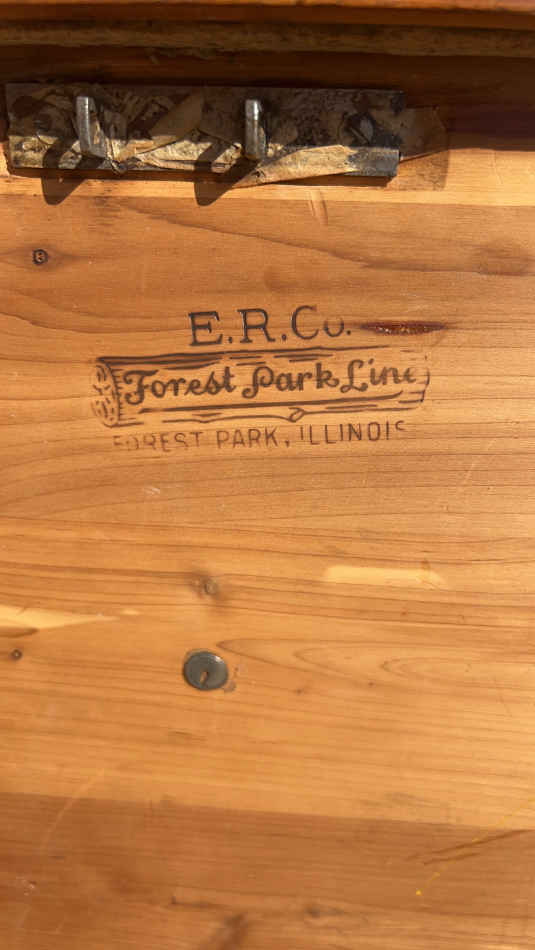 E.R.Co.
Forest Park Line
FOREST PARK, ILLINOIS